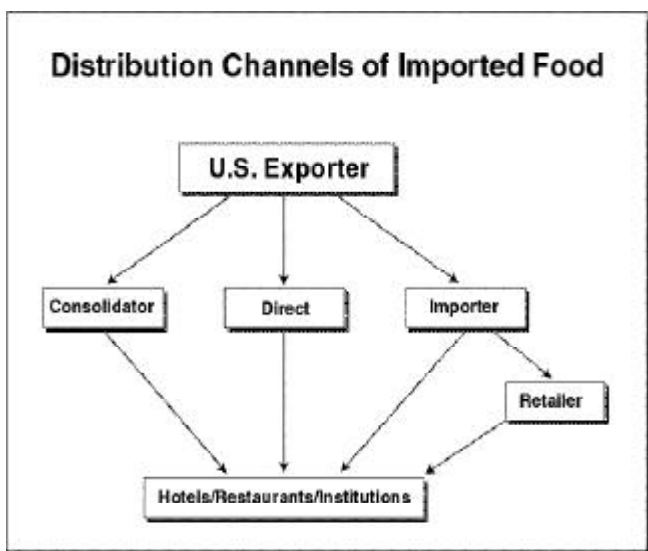 Distribution Channels of Imported Food
U.S. Exporter
Consolidator
Direct
Importer
Retailer
Hotels/Restaurants/Institutions